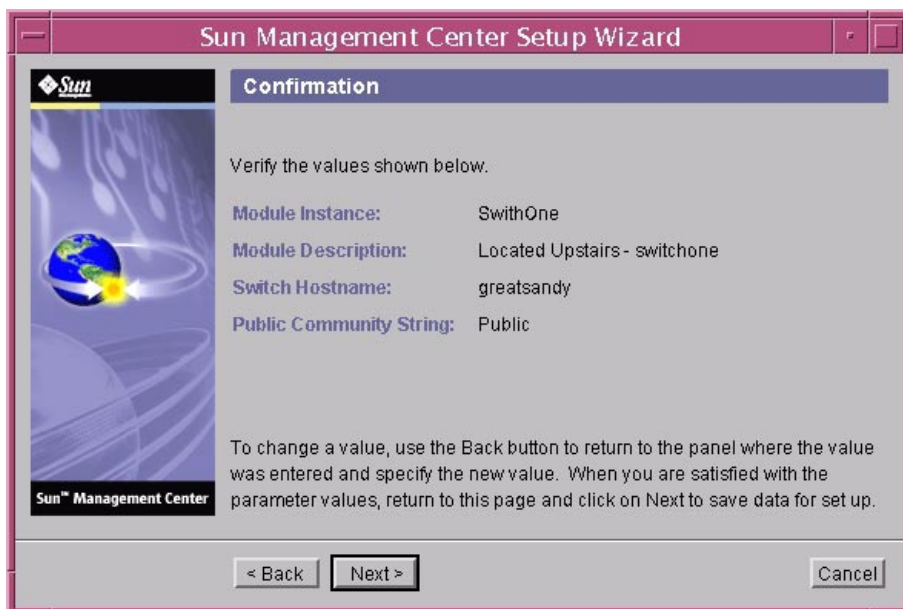 Sun Management Center Setup Wizard
Sun
Confirmation
Verify the values shown below.
Module Instance: SwithOne
Module Description: Located Upstairs - switchone
Switch Hostname: greatsandy
Public Community String: Public
To change a value, use the Back button to return to the panel where the value
was entered and specify the new value. When you are satisfied with the
parameter values, return to this page and click on Next to save data for set up.
Sun™ Management Center
< Back Next > Cancel